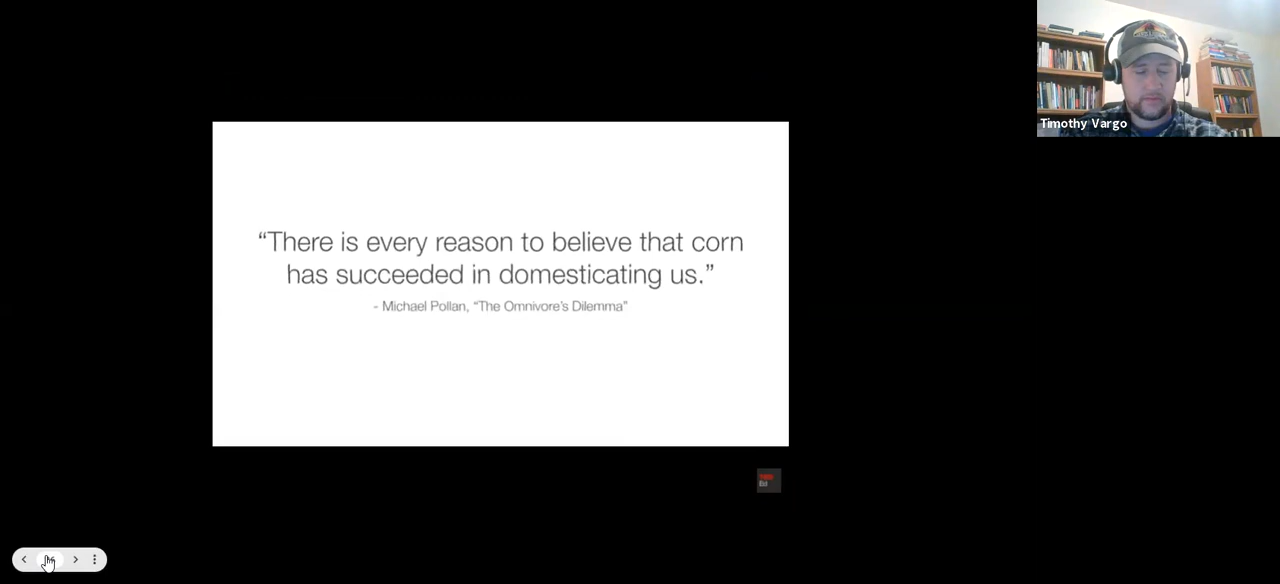 Timothy Vargo
“There is every reason to believe that corn
has succeeded in domesticating us.”
- Michael Pollan, “The Omnivore’s Dilemma”